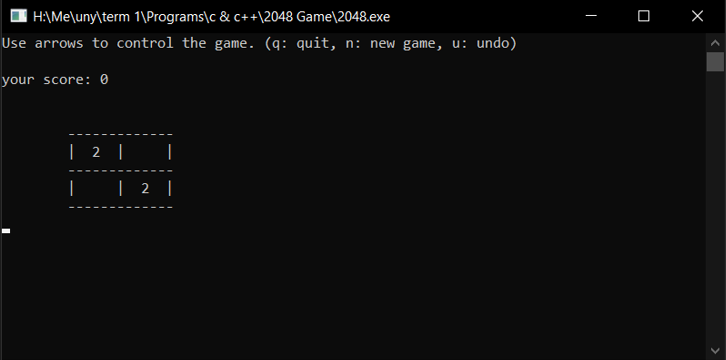 H:\Me\uny\term 1\Programs\c & c++\2048 Game\2048.exe
Use arrows to control the game. (q: quit, n: new game, u: undo)
your score: 0
-------------
|  2  |     |
-------------
|     |  2  |
-------------